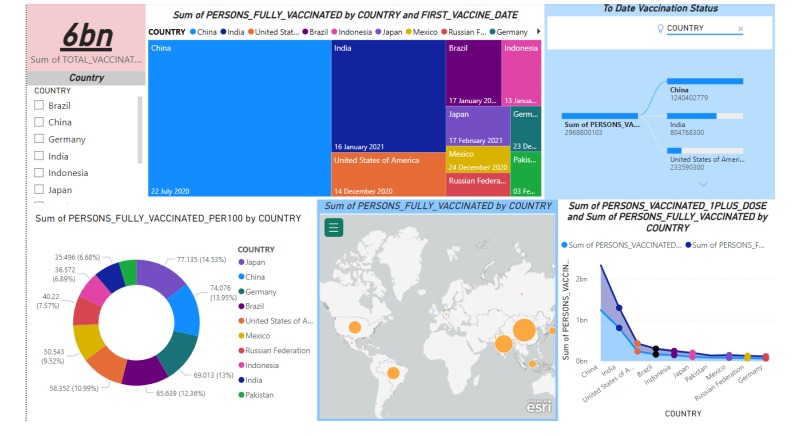 6bn
Sum of TOTAL_VACCINAT...
Country
COUNTRY
Brazil
China
Germany
India
Indonesia
Japan
Sum of PERSONS_FULLY_VACCINATED by COUNTRY and FIRST_VACCINE_DATE
COUNTRY China India United Stat... Brazil Indonesia Japan Mexico Russian F... Germany
China
22 July 2020
India
16 January 2021
United States of America
14 December 2020
Brazil
17 January 20...
Indonesia
13 Janua...
Japan
17 February 2021
Germ...
23 De...
Mexico
24 December 2020
Russian Federa...
Pakis...
03 Fe...
To Date Vaccination Status
COUNTRY
Sum of PERSONS_VA...
2968800103
China
1240402779
India
804768300
United States of Ameri...
233590300
Sum of PERSONS_FULLY_VACCINATED_PER100 by COUNTRY
77.135 (14.53%)
74.076
(13.95%)
69.013 (13%)
65.639 (12.36%)
58.352 (10.99%)
50.543
(9.52%)
40.22
(7.57%)
36.572
(6.89%)
35.496 (6.68%)
COUNTRY
Japan
China
Germany
Brazil
United States of A...
Mexico
Russian Federation
Indonesia
India
Pakistan
Sum of PERSONS_FULLY_VACCINATED by COUNTRY
esri
Sum of PERSONS_VACCINATED_1PLUS_DOSE
and Sum of PERSONS_FULLY_VACCINATED by
COUNTRY
Sum of PERSONS_VACCINATED... Sum of PERSONS_F...
Sum of PERSONS_VACCIN...
2bn
1bn
0bn
China
India
United States of A...
Brazil
Indonesia
Japan
Pakistan
Mexico
Russian Federation
Germany
COUNTRY